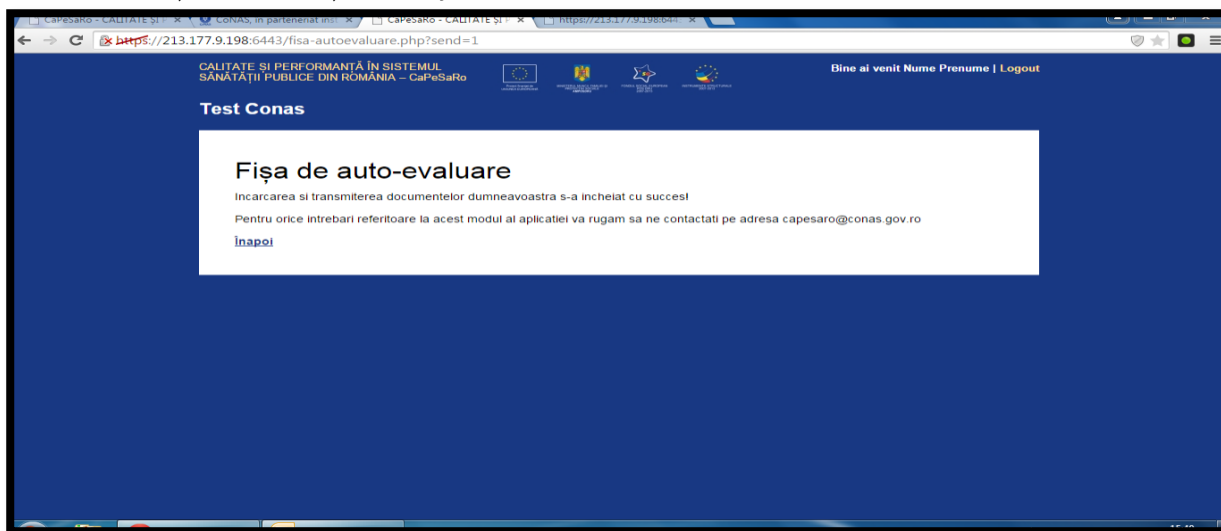 CaPeSaRo - CALITATE ȘI
CoNAS, in parteneriat inst
CaPeSaRo - CALITATE ȘI
https://213.177.9.198:644
https://213.177.9.198:6443/fisa-autoevaluare.php?send=1
CALITATE ȘI PERFORMANȚĂ ÎN SISTEMUL
SĂNĂTĂȚII PUBLICE DIN ROMÂNIA – CaPeSaRo
Bine ai venit Nume Prenume | Logout
Test Conas
Fișa de auto-evaluare
Incarcarea si transmiterea documentelor dumneavoastra s-a incheiat cu succes!
Pentru orice intrebari referitoare la acest modul al aplicatiei va rugam sa ne contactati pe adresa capesaro@conas.gov.ro
Înapoi